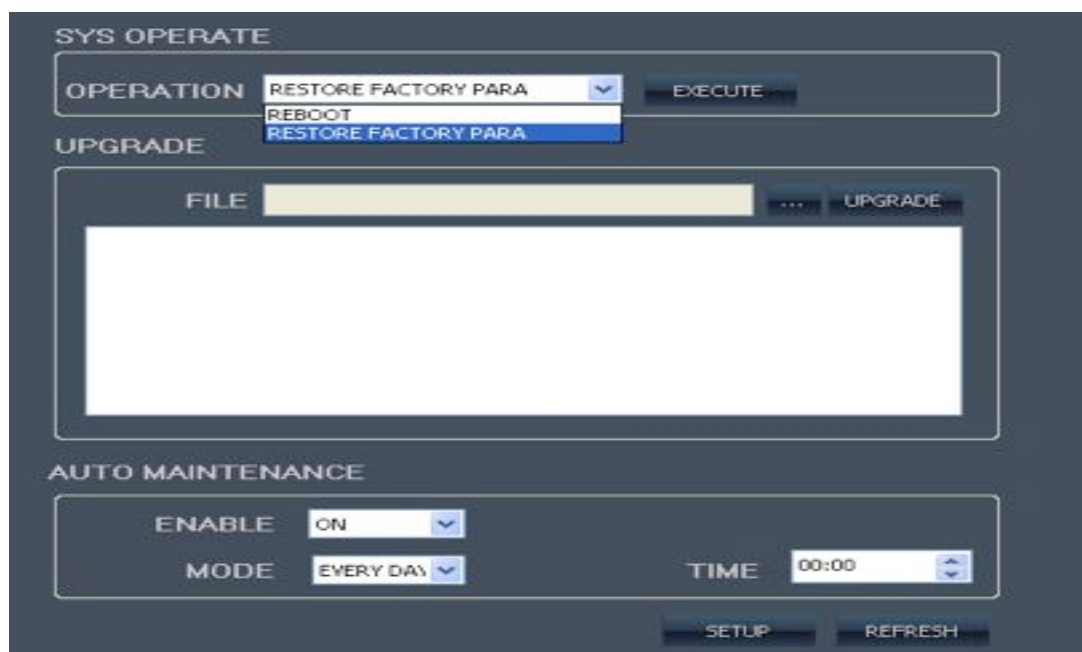 SYS OPERATE
OPERATION RESTORE FACTORY PARA EXECUTE
REBOOT
RESTORE FACTORY PARA
UPGRADE
FILE ... UPGRADE
AUTO MAINTENANCE
ENABLE ON
MODE EVERY DAY TIME 00:00
SETUP REFRESH